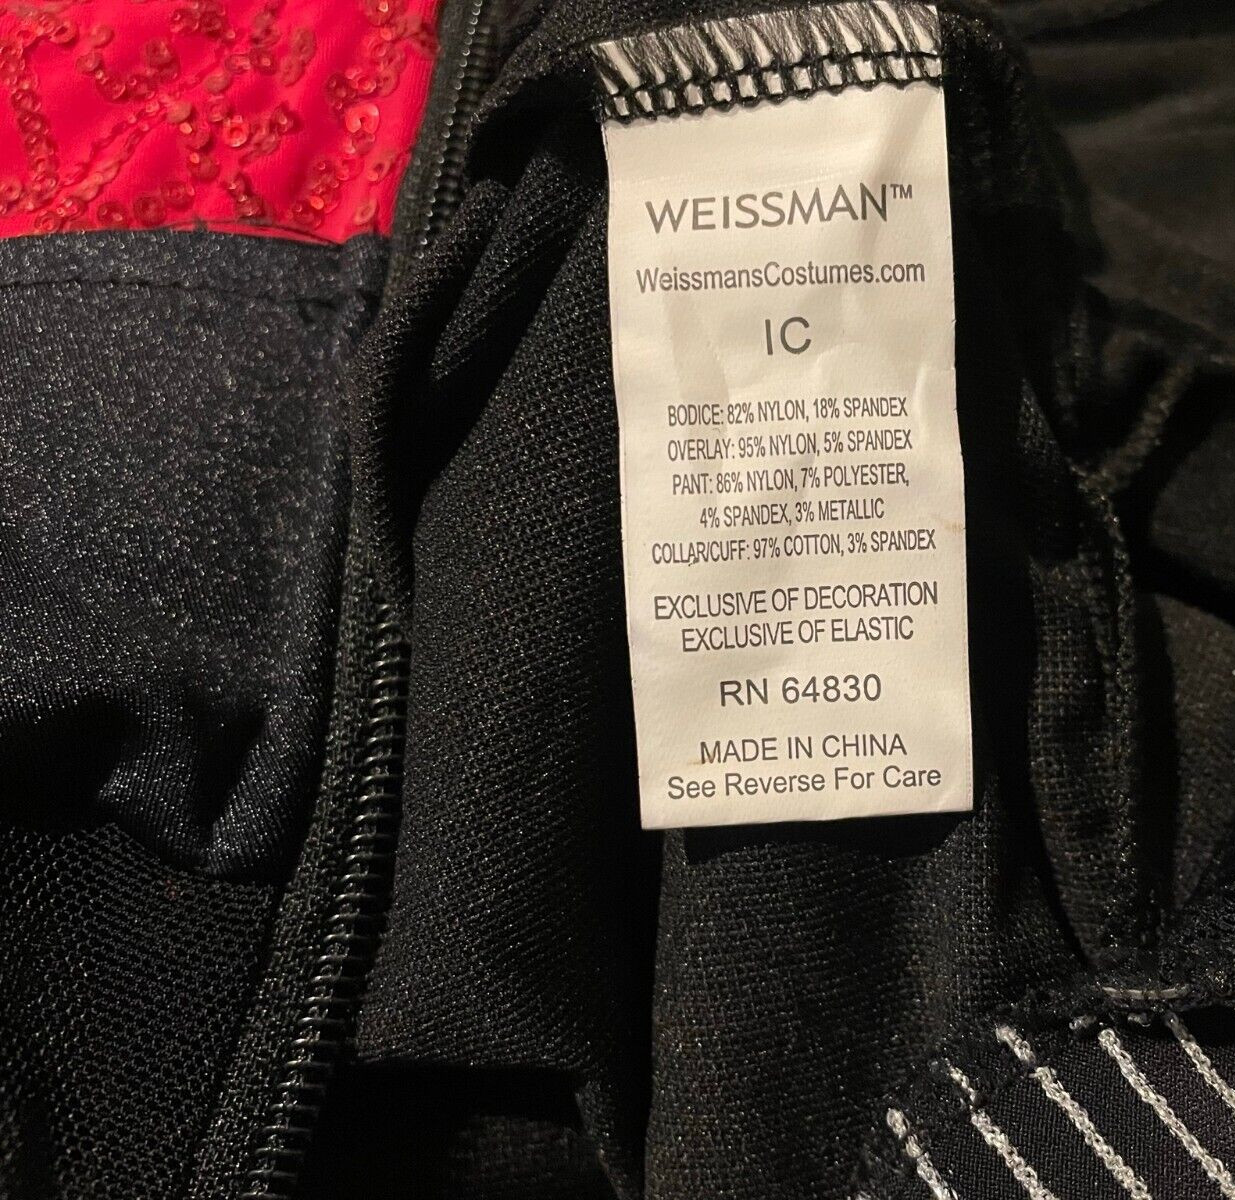 WEISSMAN™
WeissmansCostumes.com
IC
BODICE: 82% NYLON, 18% SPANDEX
OVERLAY: 95% NYLON, 5% SPANDEX
PANT: 86% NYLON, 7% POLYESTER,
4% SPANDEX, 3% METALLIC
COLLAR/CUFF: 97% COTTON, 3% SPANDEX
EXCLUSIVE OF DECORATION
EXCLUSIVE OF ELASTIC
RN 64830
MADE IN CHINA
See Reverse For Care